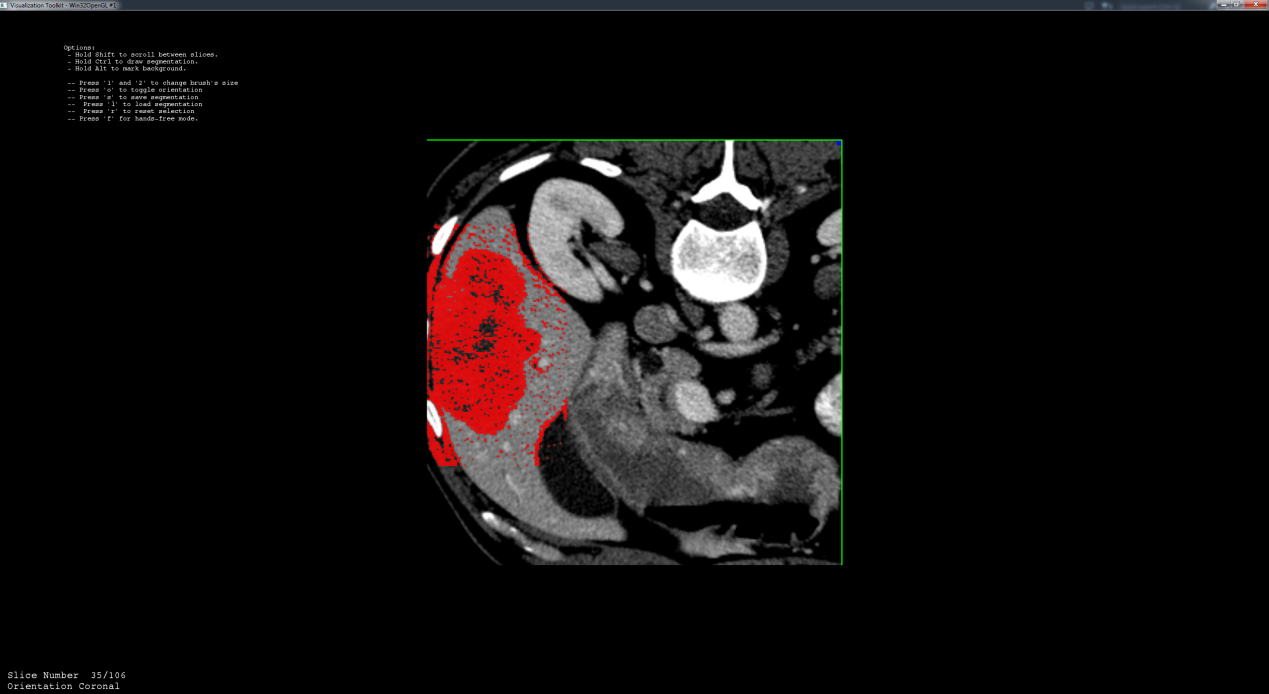 Visualization Toolkit - Win32OpenGL #1
Options:
- Hold Shift to scroll between slices.
- Hold Ctrl to draw segmentation.
- Hold Alt to mark background.
-- Press '1' and '2' to change brush's size
-- Press 'o' to toggle orientation
-- Press 's' to save segmentation
-- Press 'l' to load segmentation
-- Press 'r' to reset selection
-- Press 'f' for hands-free mode.
Slice Number 35/106
Orientation Coronal